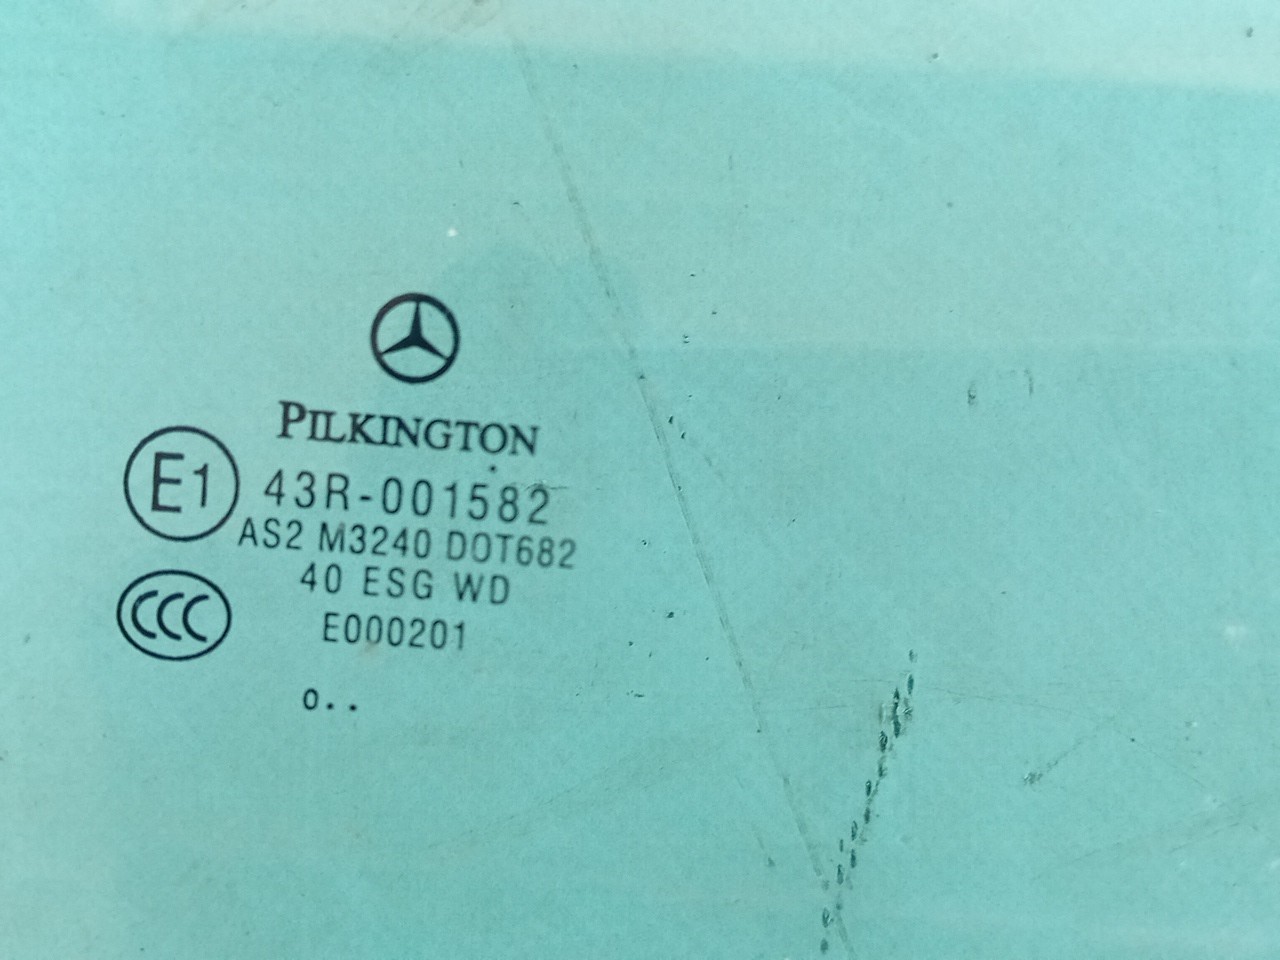 PILKINGTON
E1 43R-001582
AS2 M3240 DOT682
40 ESG WD
CCC
E000201
o..